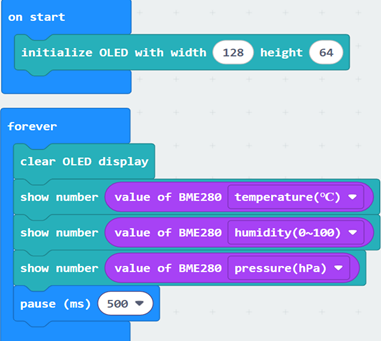 on start
initialize OLED with width 128 height 64
forever
clear OLED display
show number value of BME280 temperature(℃)
show number value of BME280 humidity(0~100)
show number value of BME280 pressure(hPa)
pause (ms) 500